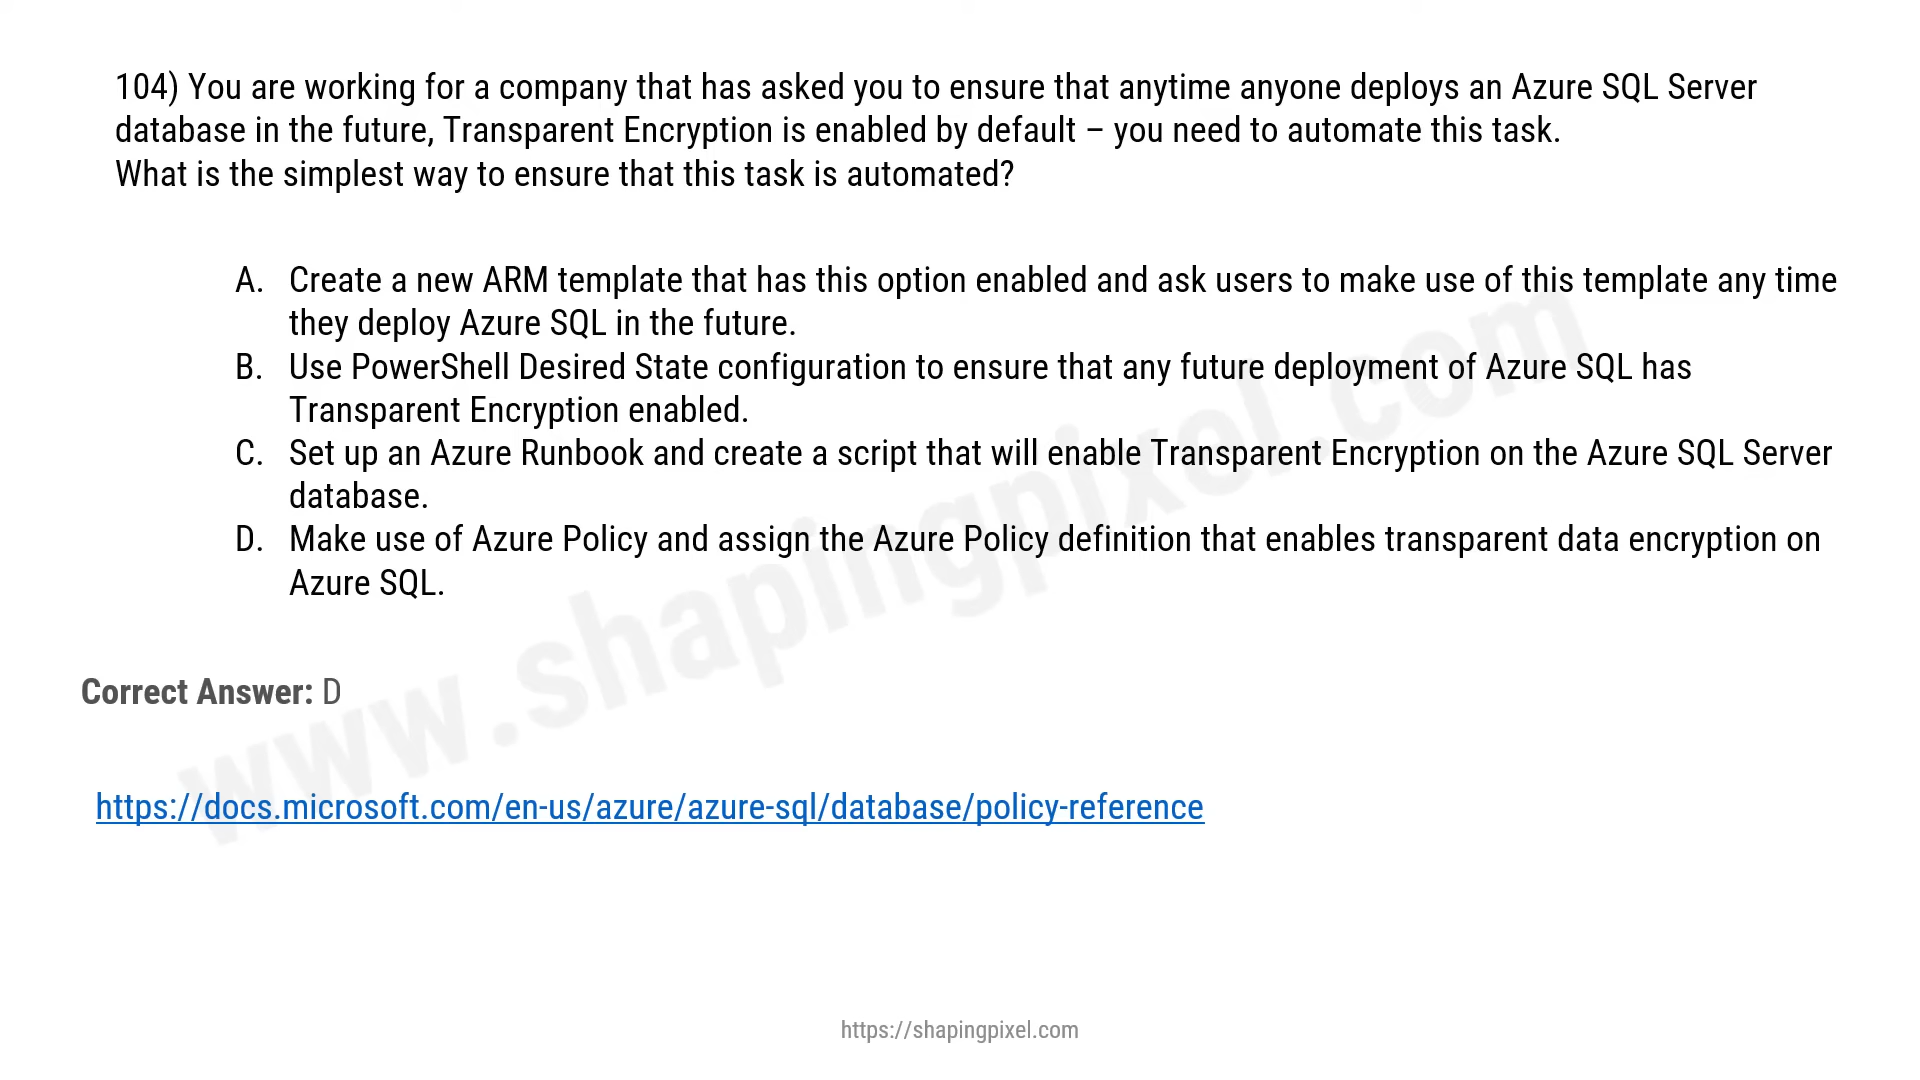 104) You are working for a company that has asked you to ensure that anytime anyone deploys an Azure SQL Server
database in the future, Transparent Encryption is enabled by default – you need to automate this task.
What is the simplest way to ensure that this task is automated?
A. Create a new ARM template that has this option enabled and ask users to make use of this template any time
they deploy Azure SQL in the future.
B. Use PowerShell Desired State configuration to ensure that any future deployment of Azure SQL has
Transparent Encryption enabled.
C. Set up an Azure Runbook and create a script that will enable Transparent Encryption on the Azure SQL Server
database.
D. Make use of Azure Policy and assign the Azure Policy definition that enables transparent data encryption on
Azure SQL.
www.shapingpixel.com
Correct Answer: D
https://docs.microsoft.com/en-us/azure/azure-sql/database/policy-reference
https://shapingpixel.com